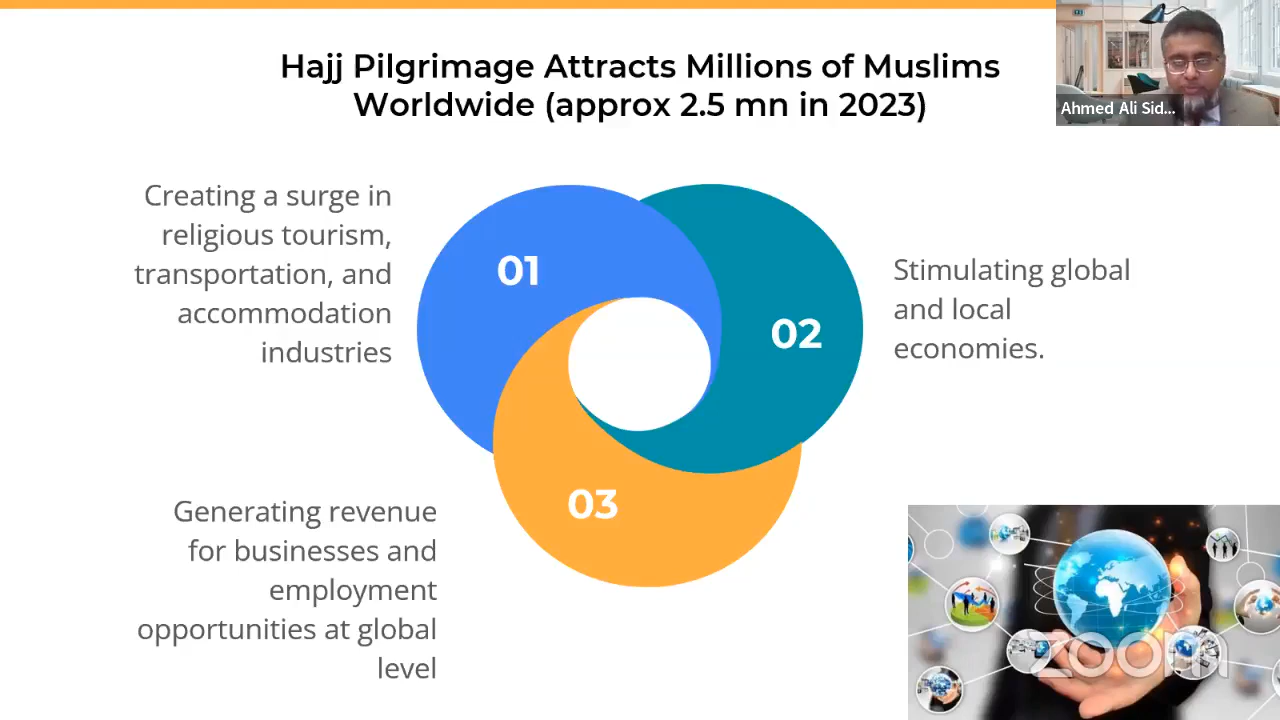 Hajj Pilgrimage Attracts Millions of Muslims
Worldwide (approx 2.5 mn in 2023)
Ahmed Ali Sid...
Creating a surge in
religious tourism,
transportation, and
accommodation
industries
01
Stimulating global
and local
economies.
02
Generating revenue
for businesses and
employment
opportunities at global
level
03
zoom